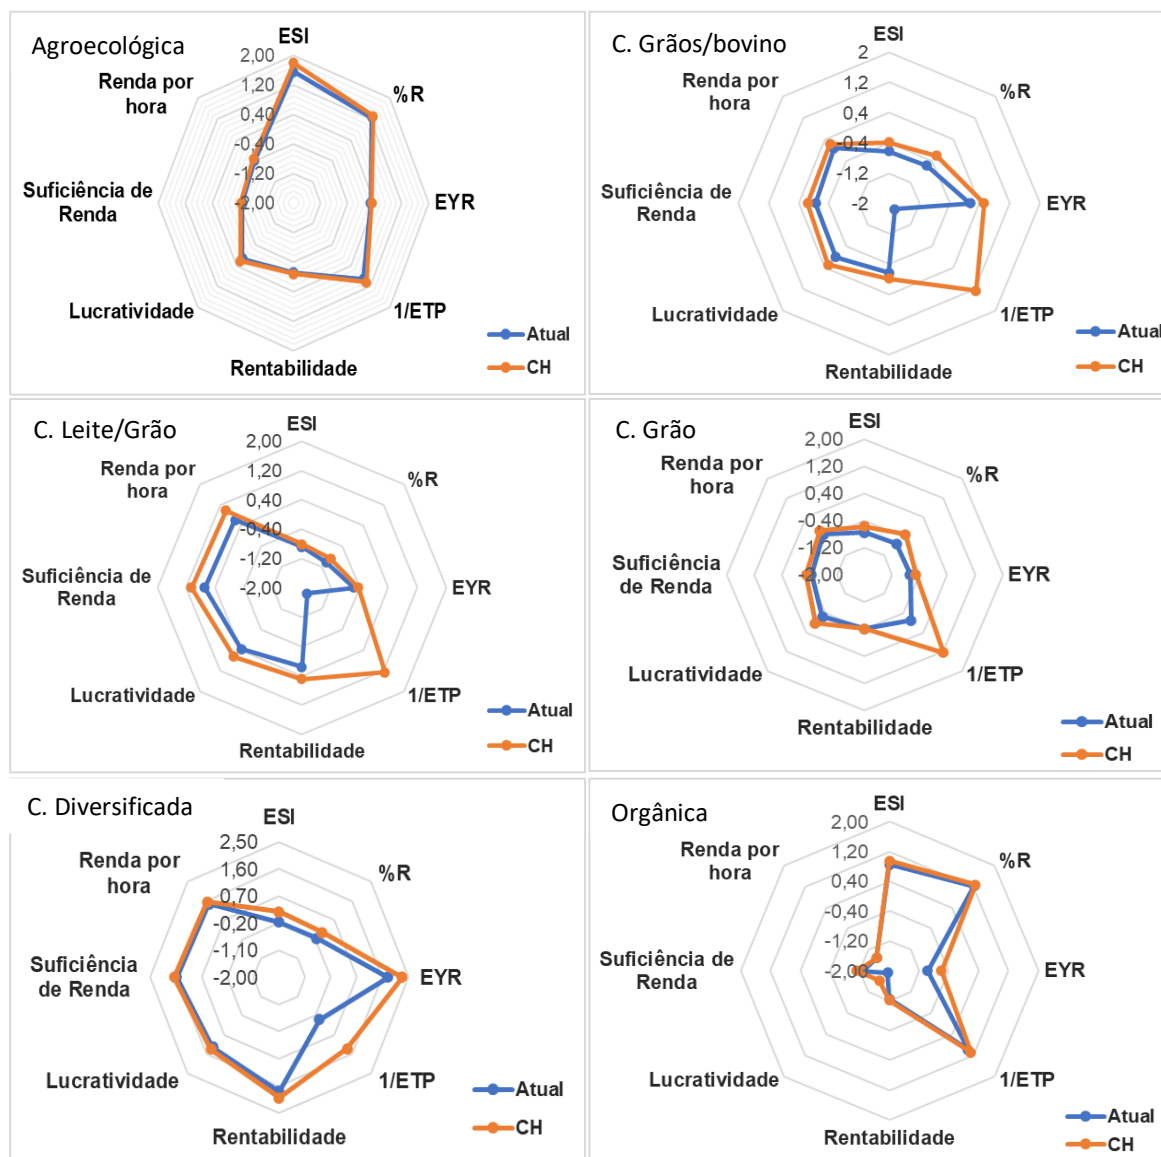 Agroecológica
ESI
2,00
1,20
0,40
-0,40
-1,20
-2,00
%R
EYR
1/ETP
Rentabilidade
Lucratividade
Suficiência de
Renda
Renda por
hora
Atual
CH
C. Grãos/bovino
ESI
2
1,2
0,4
-0,4
-1,2
-2
%R
EYR
1/ETP
Rentabilidade
Lucratividade
Suficiência de
Renda
Renda por
hora
Atual
CH
C. Leite/Grão
ESI
2,00
1,20
0,40
-0,40
-1,20
-2,00
%R
EYR
1/ETP
Rentabilidade
Lucratividade
Suficiência de
Renda
Renda por
hora
Atual
CH
C. Grão
ESI
2,00
1,20
0,40
-0,40
-1,20
-2,00
%R
EYR
1/ETP
Rentabilidade
Lucratividade
Suficiência
de Renda
Renda por
hora
Atual
CH
C. Diversificada
ESI
2,50
1,60
0,70
-0,20
-1,10
-2,00
%R
EYR
1/ETP
Rentabilidade
Lucratividade
Suficiência
de Renda
Renda por
hora
Atual
CH
Orgânica
ESI
2,00
1,20
0,40
-0,40
-1,20
-2,00
%R
EYR
1/ETP
Rentabilidade
Lucratividade
Suficiência de
Renda
Renda por
hora
Atual
CH